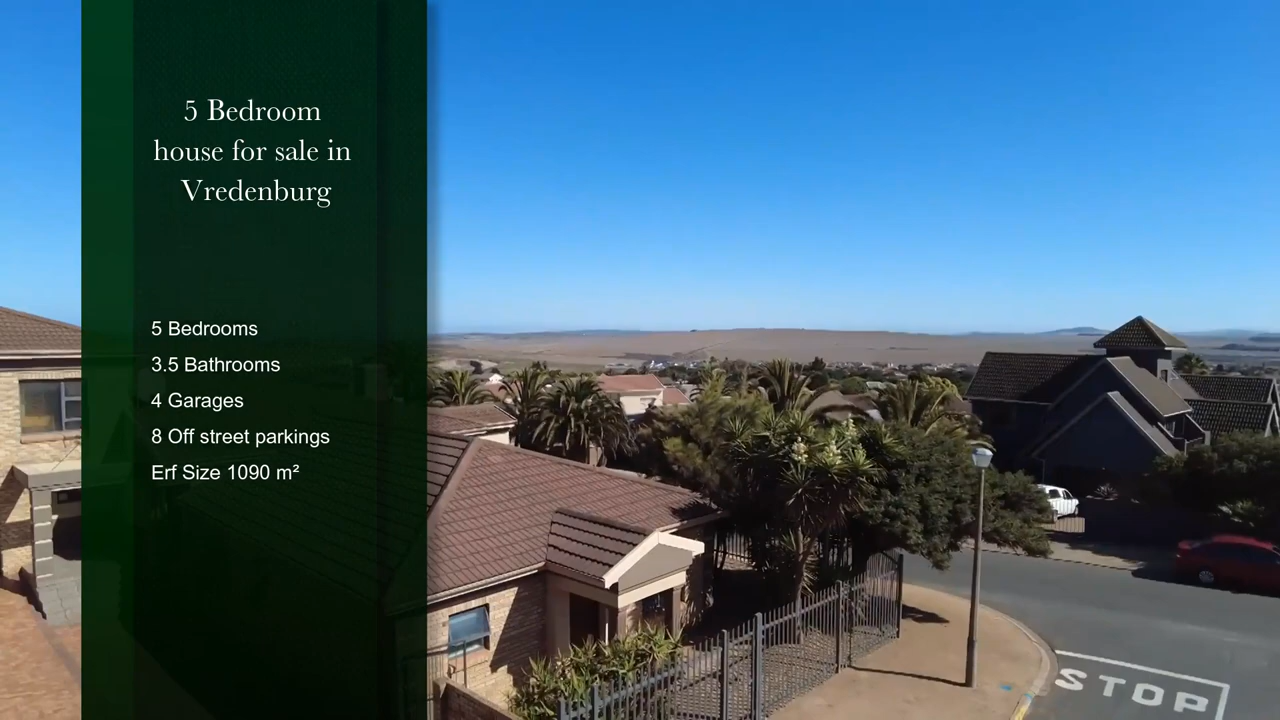 5 Bedroom
house for sale in
Vredenburg
5 Bedrooms
3.5 Bathrooms
4 Garages
8 Off street parkings
Erf Size 1090 m²
STOP